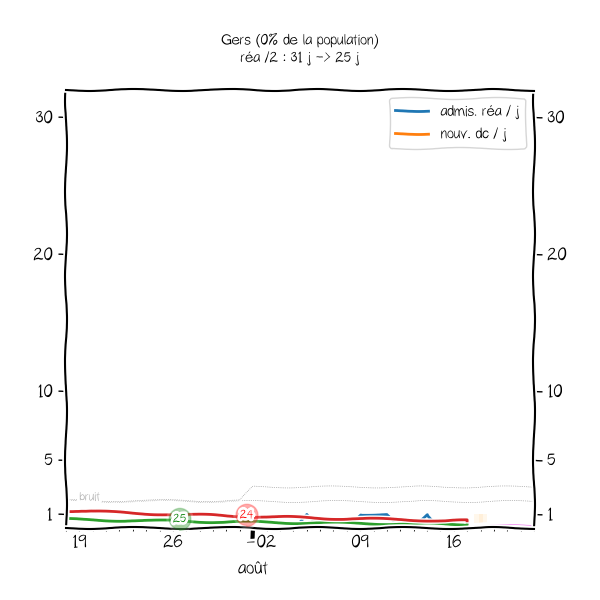 Gers (0% de la population)
réa /2 : 31 j -> 25 j
admis. réa / j
nouv. dc / j
30
30
20
20
10
10
5
5
bruit
1
1
25
24
19
26
02
09
16
août